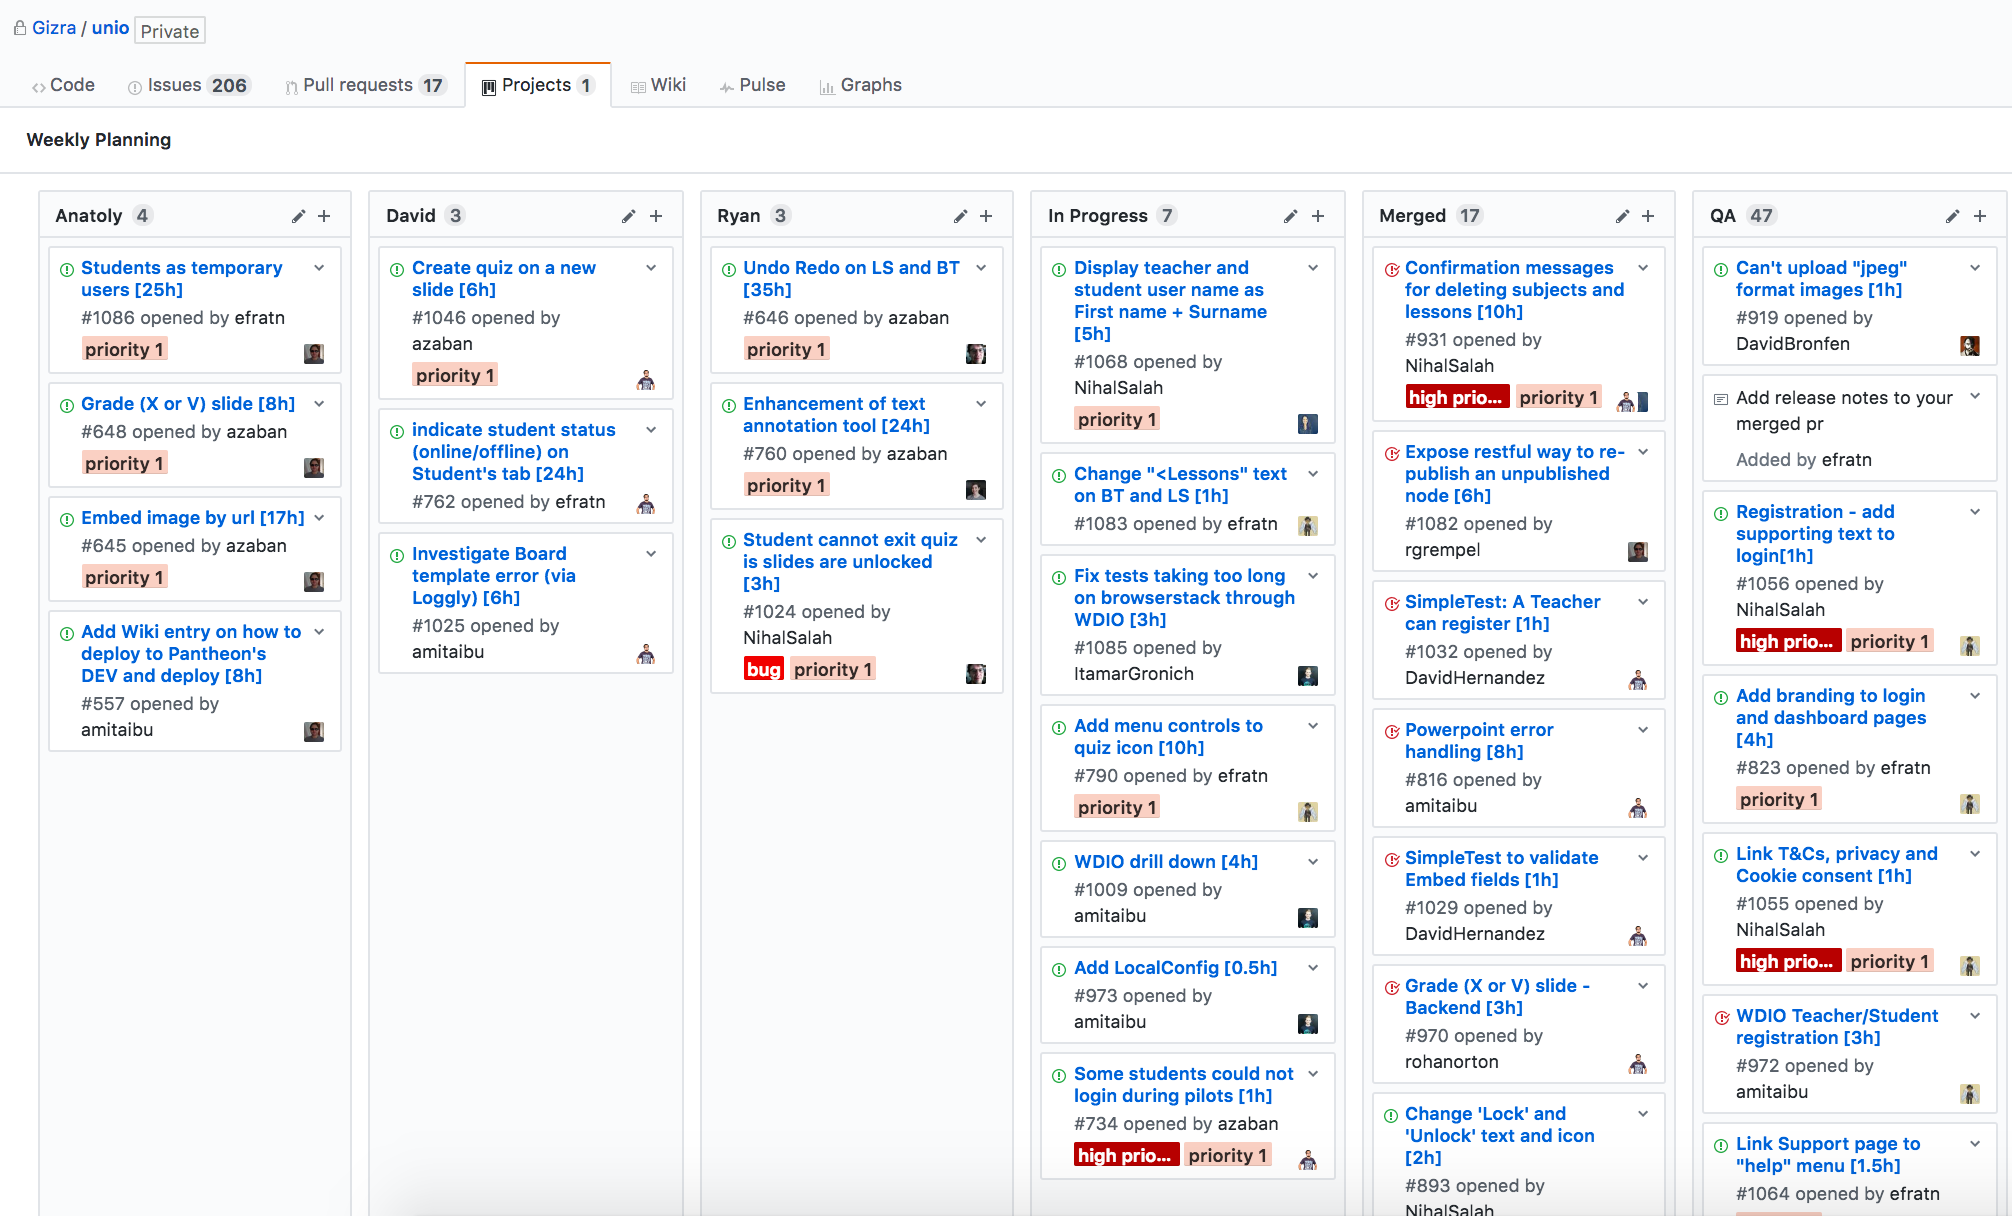 Gizra / unio Private
Code
Issues 206
Pull requests 17
Projects 1
Wiki
Pulse
Graphs
Weekly Planning
Anatoly 4
Students as temporary
users [25h]
#1086 opened by efratn
priority 1
Grade (X or V) slide [8h]
#648 opened by azaban
priority 1
Embed image by url [17h]
#645 opened by azaban
priority 1
Add Wiki entry on how to
deploy to Pantheon's
DEV and deploy [8h]
#557 opened by
amitaibu
David 3
Create quiz on a new
slide [6h]
#1046 opened by
azaban
priority 1
indicate student status
(online/offline) on
Student's tab [24h]
#762 opened by efratn
Investigate Board
template error (via
Loggly) [6h]
#1025 opened by
amitaibu
Ryan 3
Undo Redo on LS and BT
[35h]
#646 opened by azaban
priority 1
Enhancement of text
annotation tool [24h]
#760 opened by azaban
priority 1
Student cannot exit quiz
is slides are unlocked
[3h]
#1024 opened by
NihalSalah
bug priority 1
In Progress 7
Display teacher and
student user name as
First name + Surname
[5h]
#1068 opened by
NihalSalah
priority 1
Change "<Lessons" text
on BT and LS [1h]
#1083 opened by efratn
Fix tests taking too long
on browserstack through
WDIO [3h]
#1085 opened by
ItamarGronich
Add menu controls to
quiz icon [10h]
#790 opened by efratn
priority 1
WDIO drill down [4h]
#1009 opened by
amitaibu
Add LocalConfig [0.5h]
#973 opened by
amitaibu
Some students could not
login during pilots [1h]
#734 opened by azaban
high prio... priority 1
Merged 17
Confirmation messages
for deleting subjects and
lessons [10h]
#931 opened by
NihalSalah
high prio... priority 1
Expose restful way to re-
publish an unpublished
node [6h]
#1082 opened by
rgrempel
SimpleTest: A Teacher
can register [1h]
#1032 opened by
DavidHernandez
Powerpoint error
handling [8h]
#816 opened by
amitaibu
SimpleTest to validate
Embed fields [1h]
#1029 opened by
DavidHernandez
Grade (X or V) slide -
Backend [3h]
#970 opened by
rohanorton
Change 'Lock' and
'Unlock' text and icon
[2h]
#893 opened by
NihalSalah
QA 47
Can't upload "jpeg"
format images [1h]
#919 opened by
DavidBronfen
Add release notes to your
merged pr
Added by efratn
Registration - add
supporting text to
login[1h]
#1056 opened by
NihalSalah
high prio... priority 1
Add branding to login
and dashboard pages
[4h]
#823 opened by efratn
priority 1
Link T&Cs, privacy and
Cookie consent [1h]
#1055 opened by
NihalSalah
high prio... priority 1
WDIO Teacher/Student
registration [3h]
#972 opened by
amitaibu
Link Support page to
"help" menu [1.5h]
#1064 opened by efratn